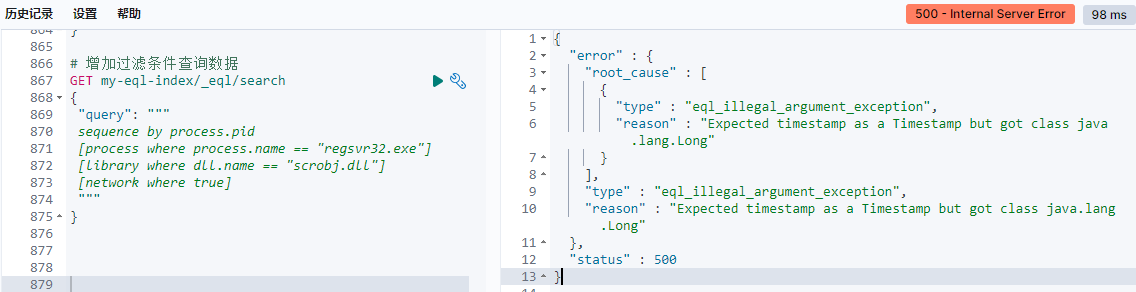 历史记录 设置 帮助
500 - Internal Server Error 98 ms
864 }
865
866 # 增加过滤条件查询数据
867 GET my-eql-index/_eql/search
868 {
869 "query": """
870 sequence by process.pid
871 [process where process.name == "regsvr32.exe"]
872 [library where dll.name == "scrobj.dll"]
873 [network where true]
874 """
875 }
876
877
878
879
1 {
2 "error" : {
3 "root_cause" : [
4 {
5 "type" : "eql_illegal_argument_exception",
6 "reason" : "Expected timestamp as a Timestamp but got class java
.lang.Long"
7 }
8 ],
9 "type" : "eql_illegal_argument_exception",
10 "reason" : "Expected timestamp as a Timestamp but got class java.lang
.Long"
11 },
12 "status" : 500
13 }
14